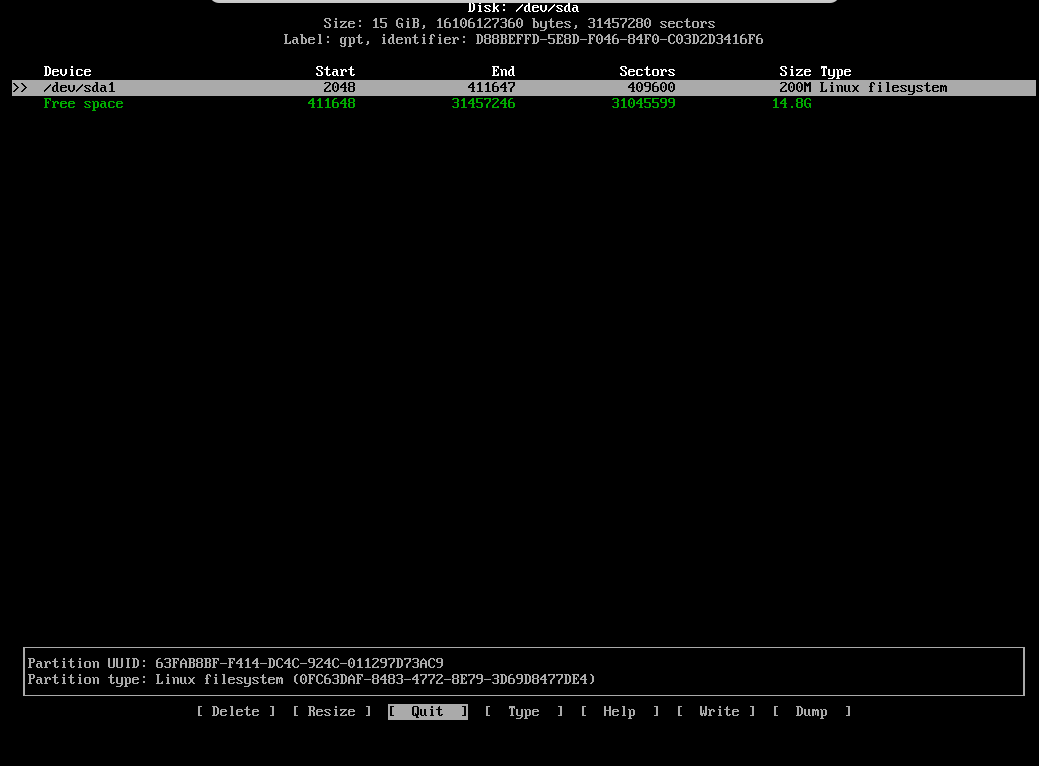 Disk: /dev/sda
Size: 15 GiB, 16106127360 bytes, 31457280 sectors
Label: gpt, identifier: D88BEFFD-5E8D-F046-84F0-C03D2D3416F6
Device Start End Sectors Size Type
>> /dev/sda1 2048 411647 409600 200M Linux filesystem
Free space 411648 31457246 31045599 14.8G
Partition UUID: 63FAB8BF-F414-DC4C-924C-011297D73AC9
Partition type: Linux filesystem (0FC63DAF-8483-4772-8E79-3D69D8477DE4)
[ Delete ] [ Resize ] [ Quit ] [ Type ] [ Help ] [ Write ] [ Dump ]